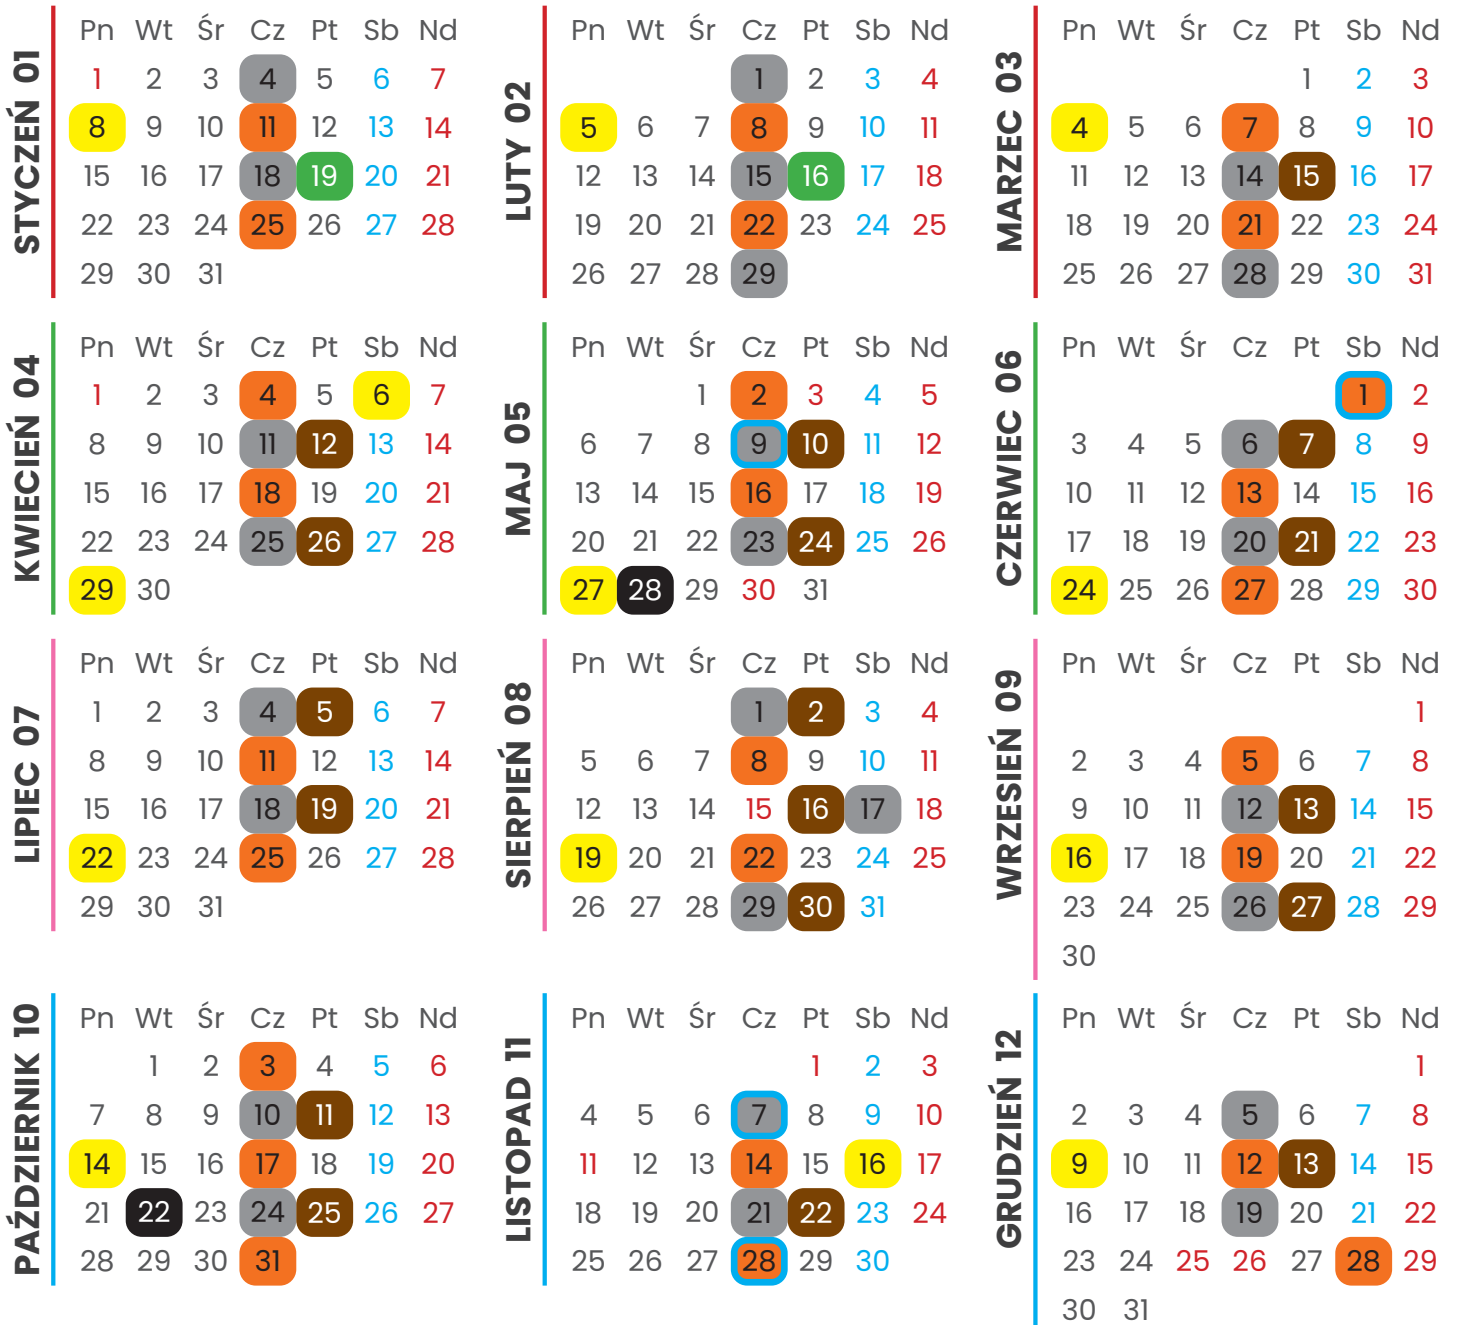 STYCZEŃ 01
Pn Wt Śr Cz Pt Sb Nd
1 2 3 4 5 6 7
8 9 10 11 12 13 14
15 16 17 18 19 20 21
22 23 24 25 26 27 28
29 30 31
LUTY 02
Pn Wt Śr Cz Pt Sb Nd
1 2 3 4
5 6 7 8 9 10 11
12 13 14 15 16 17 18
19 20 21 22 23 24 25
26 27 28 29
MARZEC 03
Pn Wt Śr Cz Pt Sb Nd
1 2 3
4 5 6 7 8 9 10
11 12 13 14 15 16 17
18 19 20 21 22 23 24
25 26 27 28 29 30 31
KWIECIEŃ 04
Pn Wt Śr Cz Pt Sb Nd
1 2 3 4 5 6 7
8 9 10 11 12 13 14
15 16 17 18 19 20 21
22 23 24 25 26 27 28
29 30
MAJ 05
Pn Wt Śr Cz Pt Sb Nd
1 2 3 4 5
6 7 8 9 10 11 12
13 14 15 16 17 18 19
20 21 22 23 24 25 26
27 28 29 30 31
CZERWIEC 06
Pn Wt Śr Cz Pt Sb Nd
1 2
3 4 5 6 7 8 9
10 11 12 13 14 15 16
17 18 19 20 21 22 23
24 25 26 27 28 29 30
LIPIEC 07
Pn Wt Śr Cz Pt Sb Nd
1 2 3 4 5 6 7
8 9 10 11 12 13 14
15 16 17 18 19 20 21
22 23 24 25 26 27 28
29 30 31
SIERPIEŃ 08
Pn Wt Śr Cz Pt Sb Nd
1 2 3 4
5 6 7 8 9 10 11
12 13 14 15 16 17 18
19 20 21 22 23 24 25
26 27 28 29 30 31
WRZESIEŃ 09
Pn Wt Śr Cz Pt Sb Nd
1
2 3 4 5 6 7 8
9 10 11 12 13 14 15
16 17 18 19 20 21 22
23 24 25 26 27 28 29
30
PAŹDZIERNIK 10
Pn Wt Śr Cz Pt Sb Nd
1 2 3 4 5 6
7 8 9 10 11 12 13
14 15 16 17 18 19 20
21 22 23 24 25 26 27
28 29 30 31
LISTOPAD 11
Pn Wt Śr Cz Pt Sb Nd
1 2 3
4 5 6 7 8 9 10
11 12 13 14 15 16 17
18 19 20 21 22 23 24
25 26 27 28 29 30
GRUDZIEŃ 12
Pn Wt Śr Cz Pt Sb Nd
1
2 3 4 5 6 7 8
9 10 11 12 13 14 15
16 17 18 19 20 21 22
23 24 25 26 27 28 29
30 31